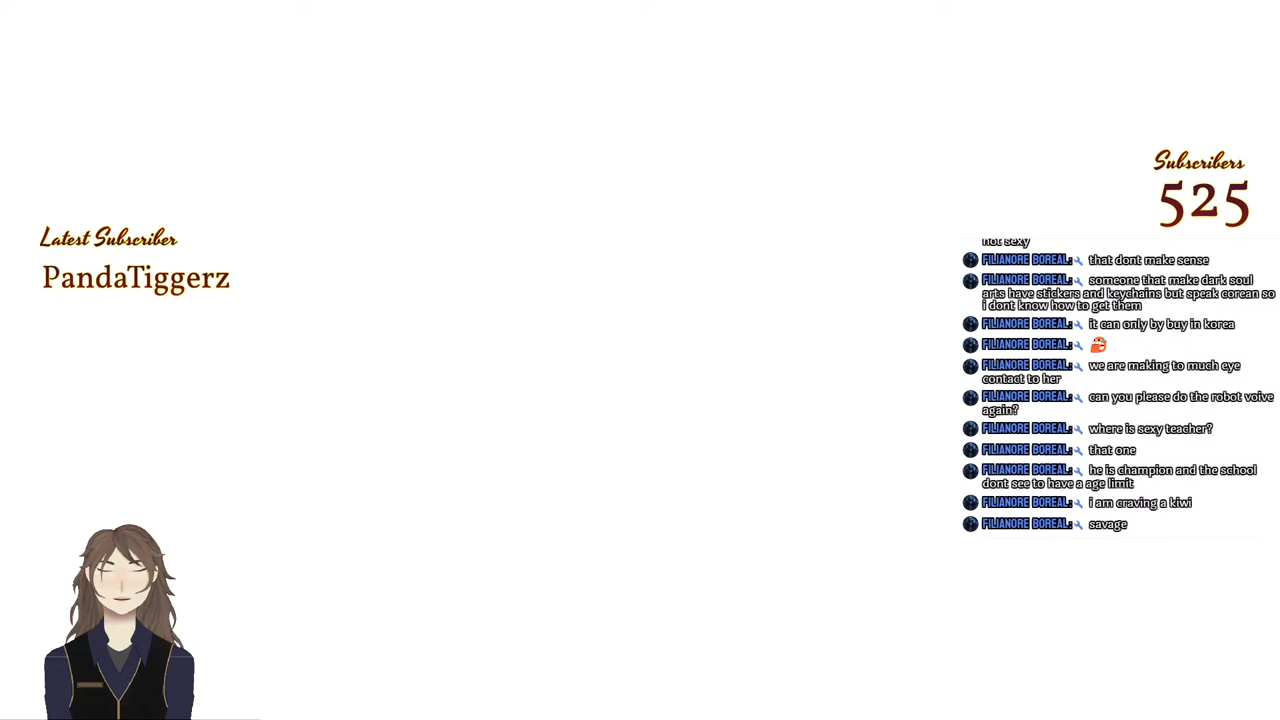 Subscribers
525
Latest Subscriber
PandaTiggerz
not sexy
FILIANORE BOREAL: that dont make sense
FILIANORE BOREAL: someone that make dark soul
arts have stickers and keychains but speak corean so
i dont know how to get them
FILIANORE BOREAL: it can only by buy in korea
FILIANORE BOREAL:
FILIANORE BOREAL: we are making to much eye
contact to her
FILIANORE BOREAL: can you please do the robot voive
again?
FILIANORE BOREAL: where is sexy teacher?
FILIANORE BOREAL: that one
FILIANORE BOREAL: he is champion and the school
dont see to have a age limit
FILIANORE BOREAL: i am craving a kiwi
FILIANORE BOREAL: savage